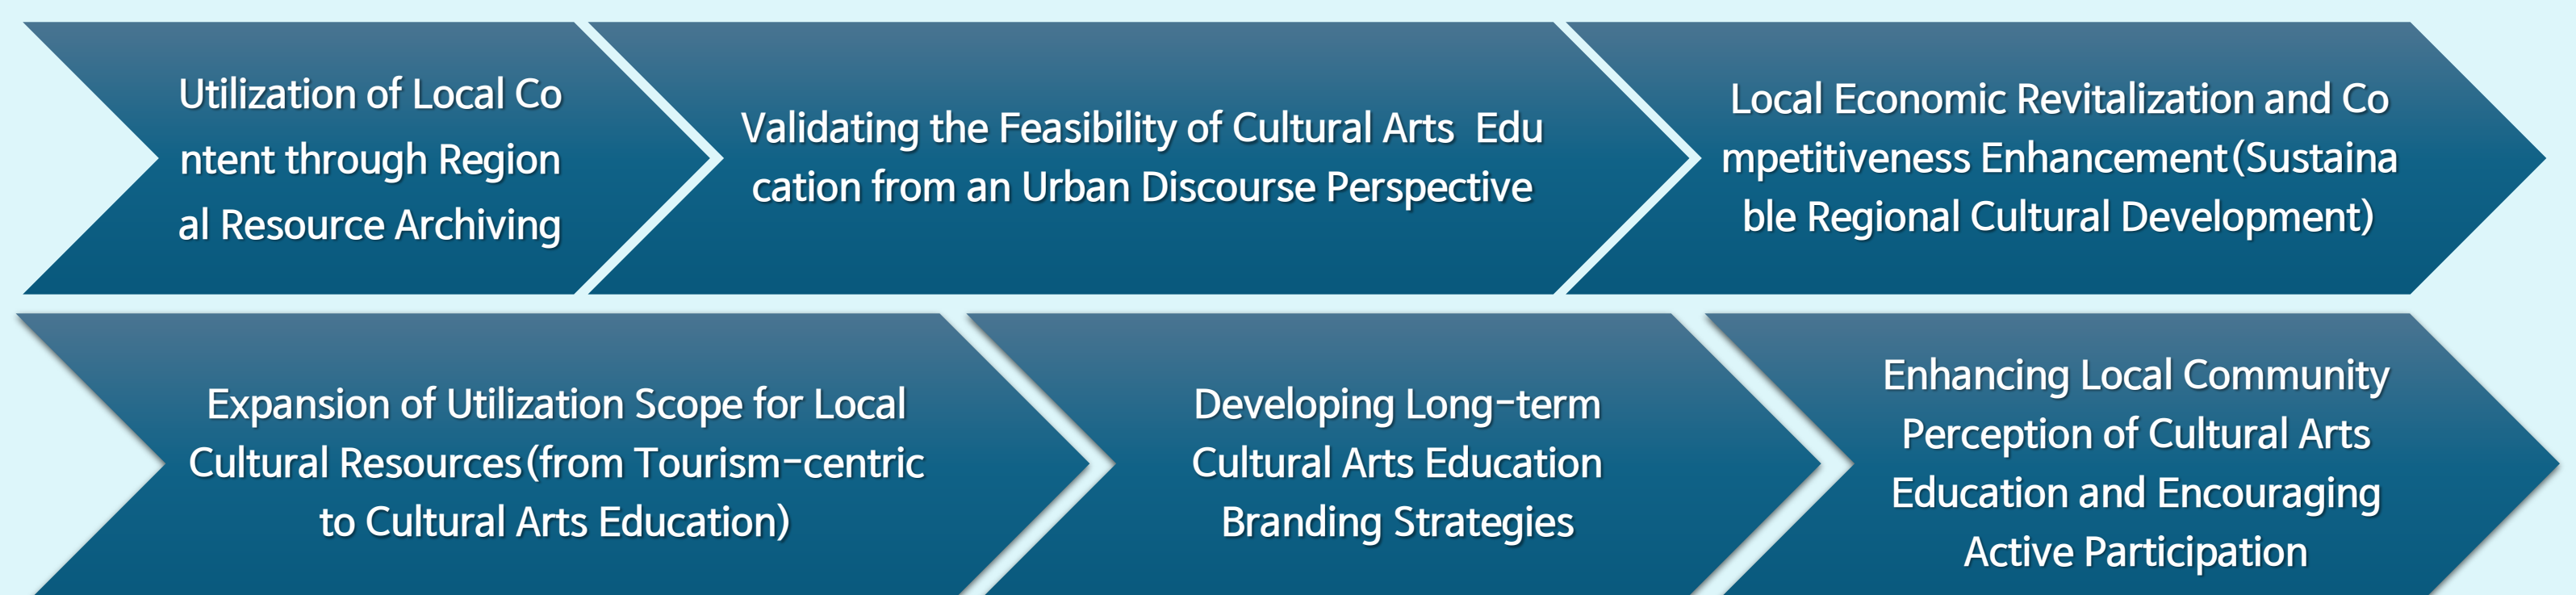 Utilization of Local Co
ntent through Region
al Resource Archiving
Validating the Feasibility of Cultural Arts  Edu
cation from an Urban Discourse Perspective
Local Economic Revitalization and Co
mpetitiveness Enhancement(Sustaina
ble Regional Cultural Development)
Expansion of Utilization Scope for Local
Cultural Resources(from Tourism-centric
to Cultural Arts Education)
Developing Long-term
Cultural Arts Education
Branding Strategies
Enhancing Local Community
Perception of Cultural Arts
Education and Encouraging
Active Participation